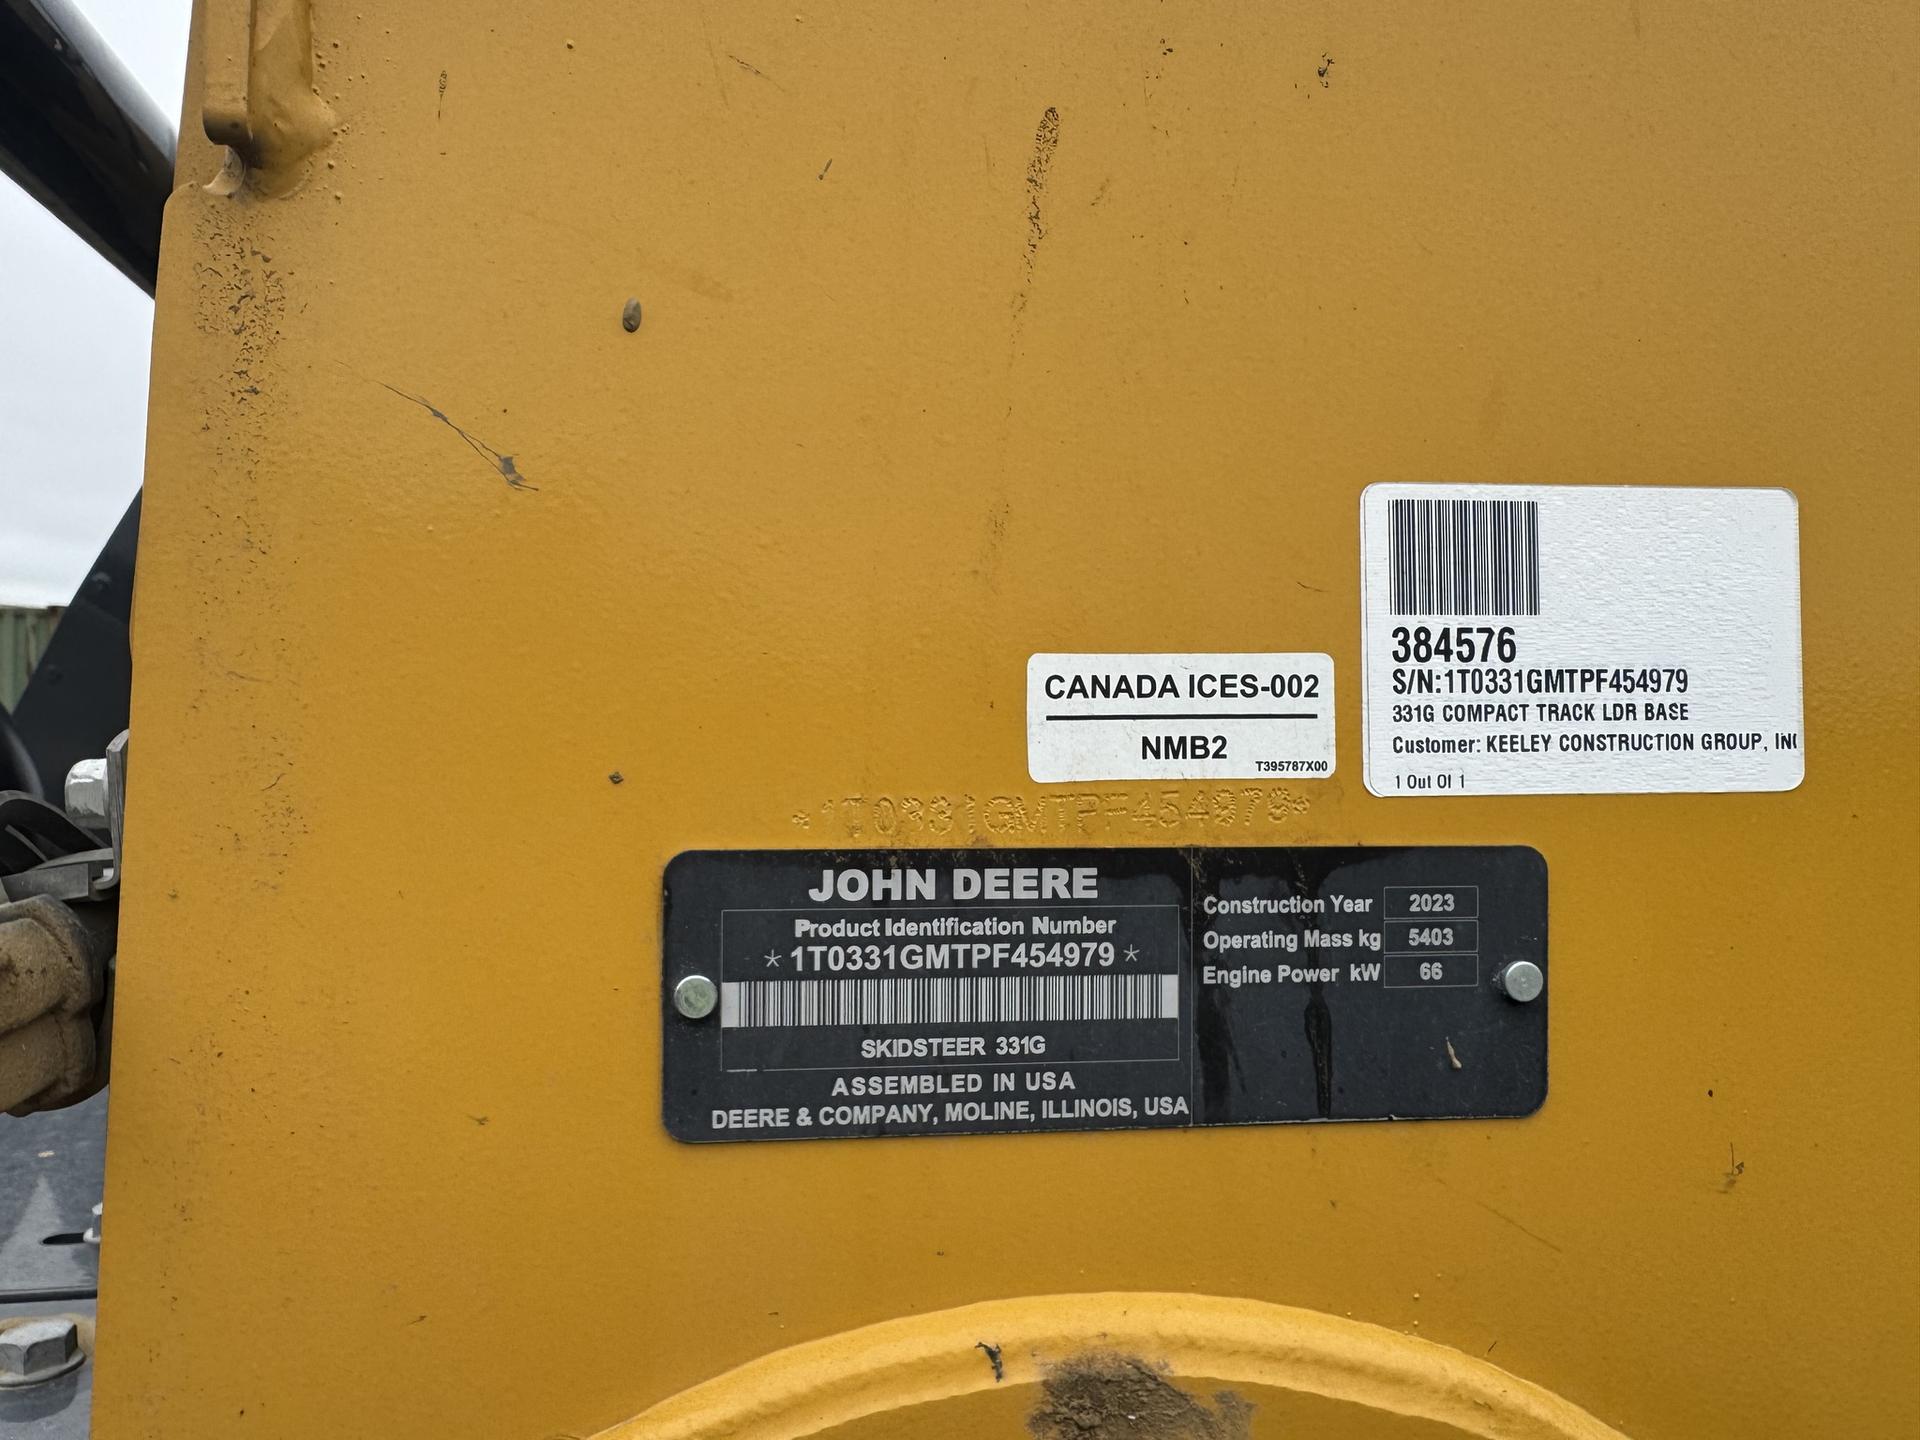 384576
S/N:1T0331GMTPF454979
331G COMPACT TRACK LDR BASE
Customer: KEELEY CONSTRUCTION GROUP, INC
1 Out Of 1
CANADA ICES-002
NMB2
T395787X00
*1T0331GMTPF454979*
JOHN DEERE
Product Identification Number
*1T0331GMTPF454979*
SKIDSTEER 331G
ASSEMBLED IN USA
DEERE & COMPANY, MOLINE, ILLINOIS, USA
Construction Year 2023
Operating Mass kg 5403
Engine Power kW 66